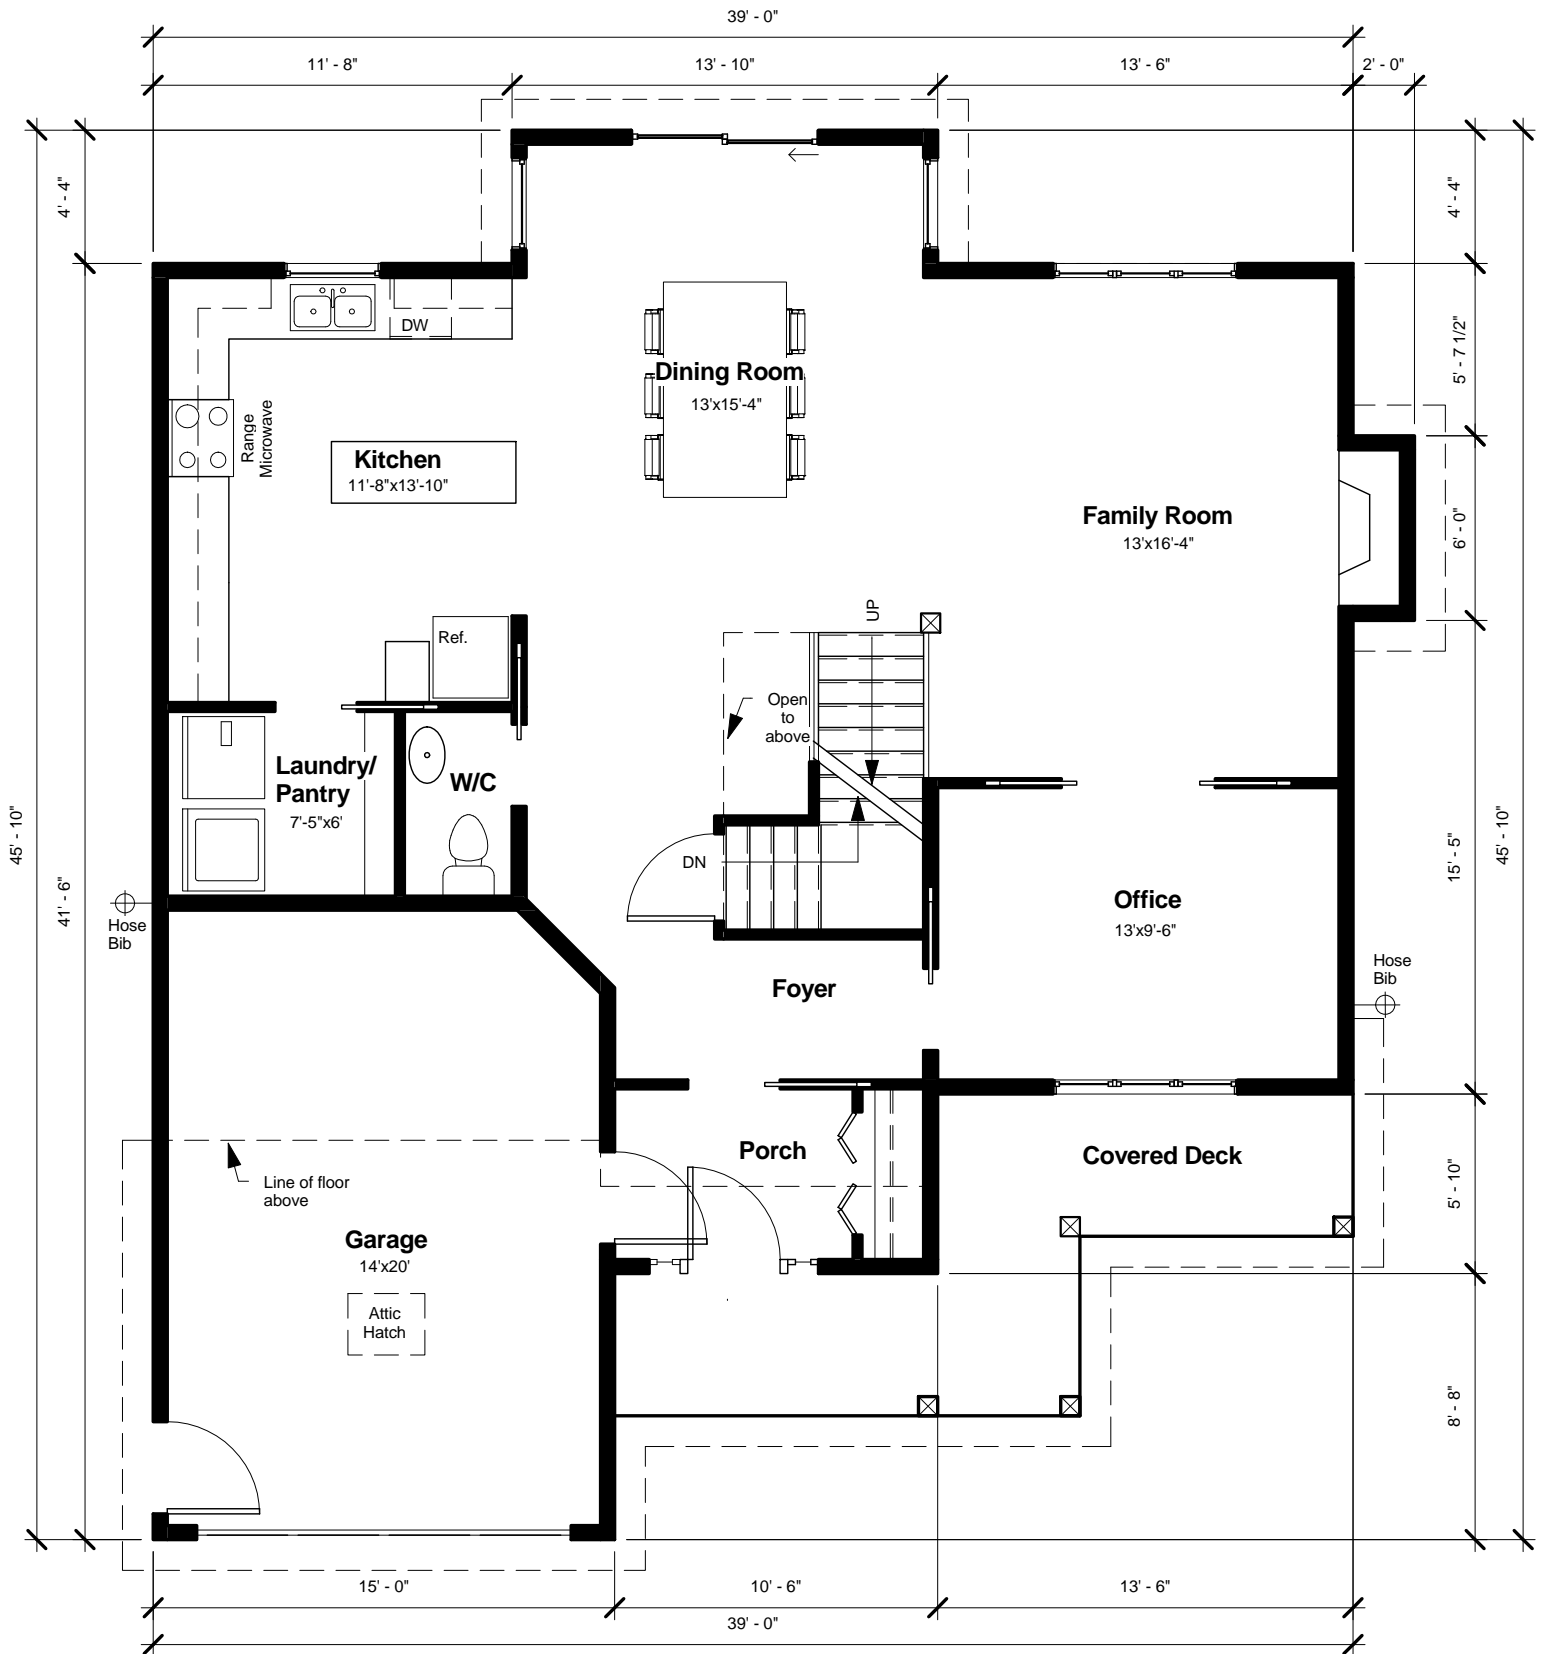 39' - 0"
11' - 8"
13' - 10"
13' - 6"
2' - 0"
4' - 4"
4' - 4"
5' - 7 1/2"
DW
Dining Room
13'x15'-4"
Range
Microwave
Kitchen
11'-8"x13'-10"
Family Room
13'x16'-4"
6' - 0"
UP
Ref.
Open
to
above
Laundry/
Pantry
7'-5"x6'
W/C
45' - 10"
41' - 6"
DN
15' - 5"
45' - 10"
Office
13'x9'-6"
Hose
Bib
Hose
Bib
Foyer
Porch
Covered Deck
5' - 10"
Line of floor
above
Garage
14'x20'
Attic
Hatch
8' - 8"
15' - 0"
10' - 6"
13' - 6"
39' - 0"